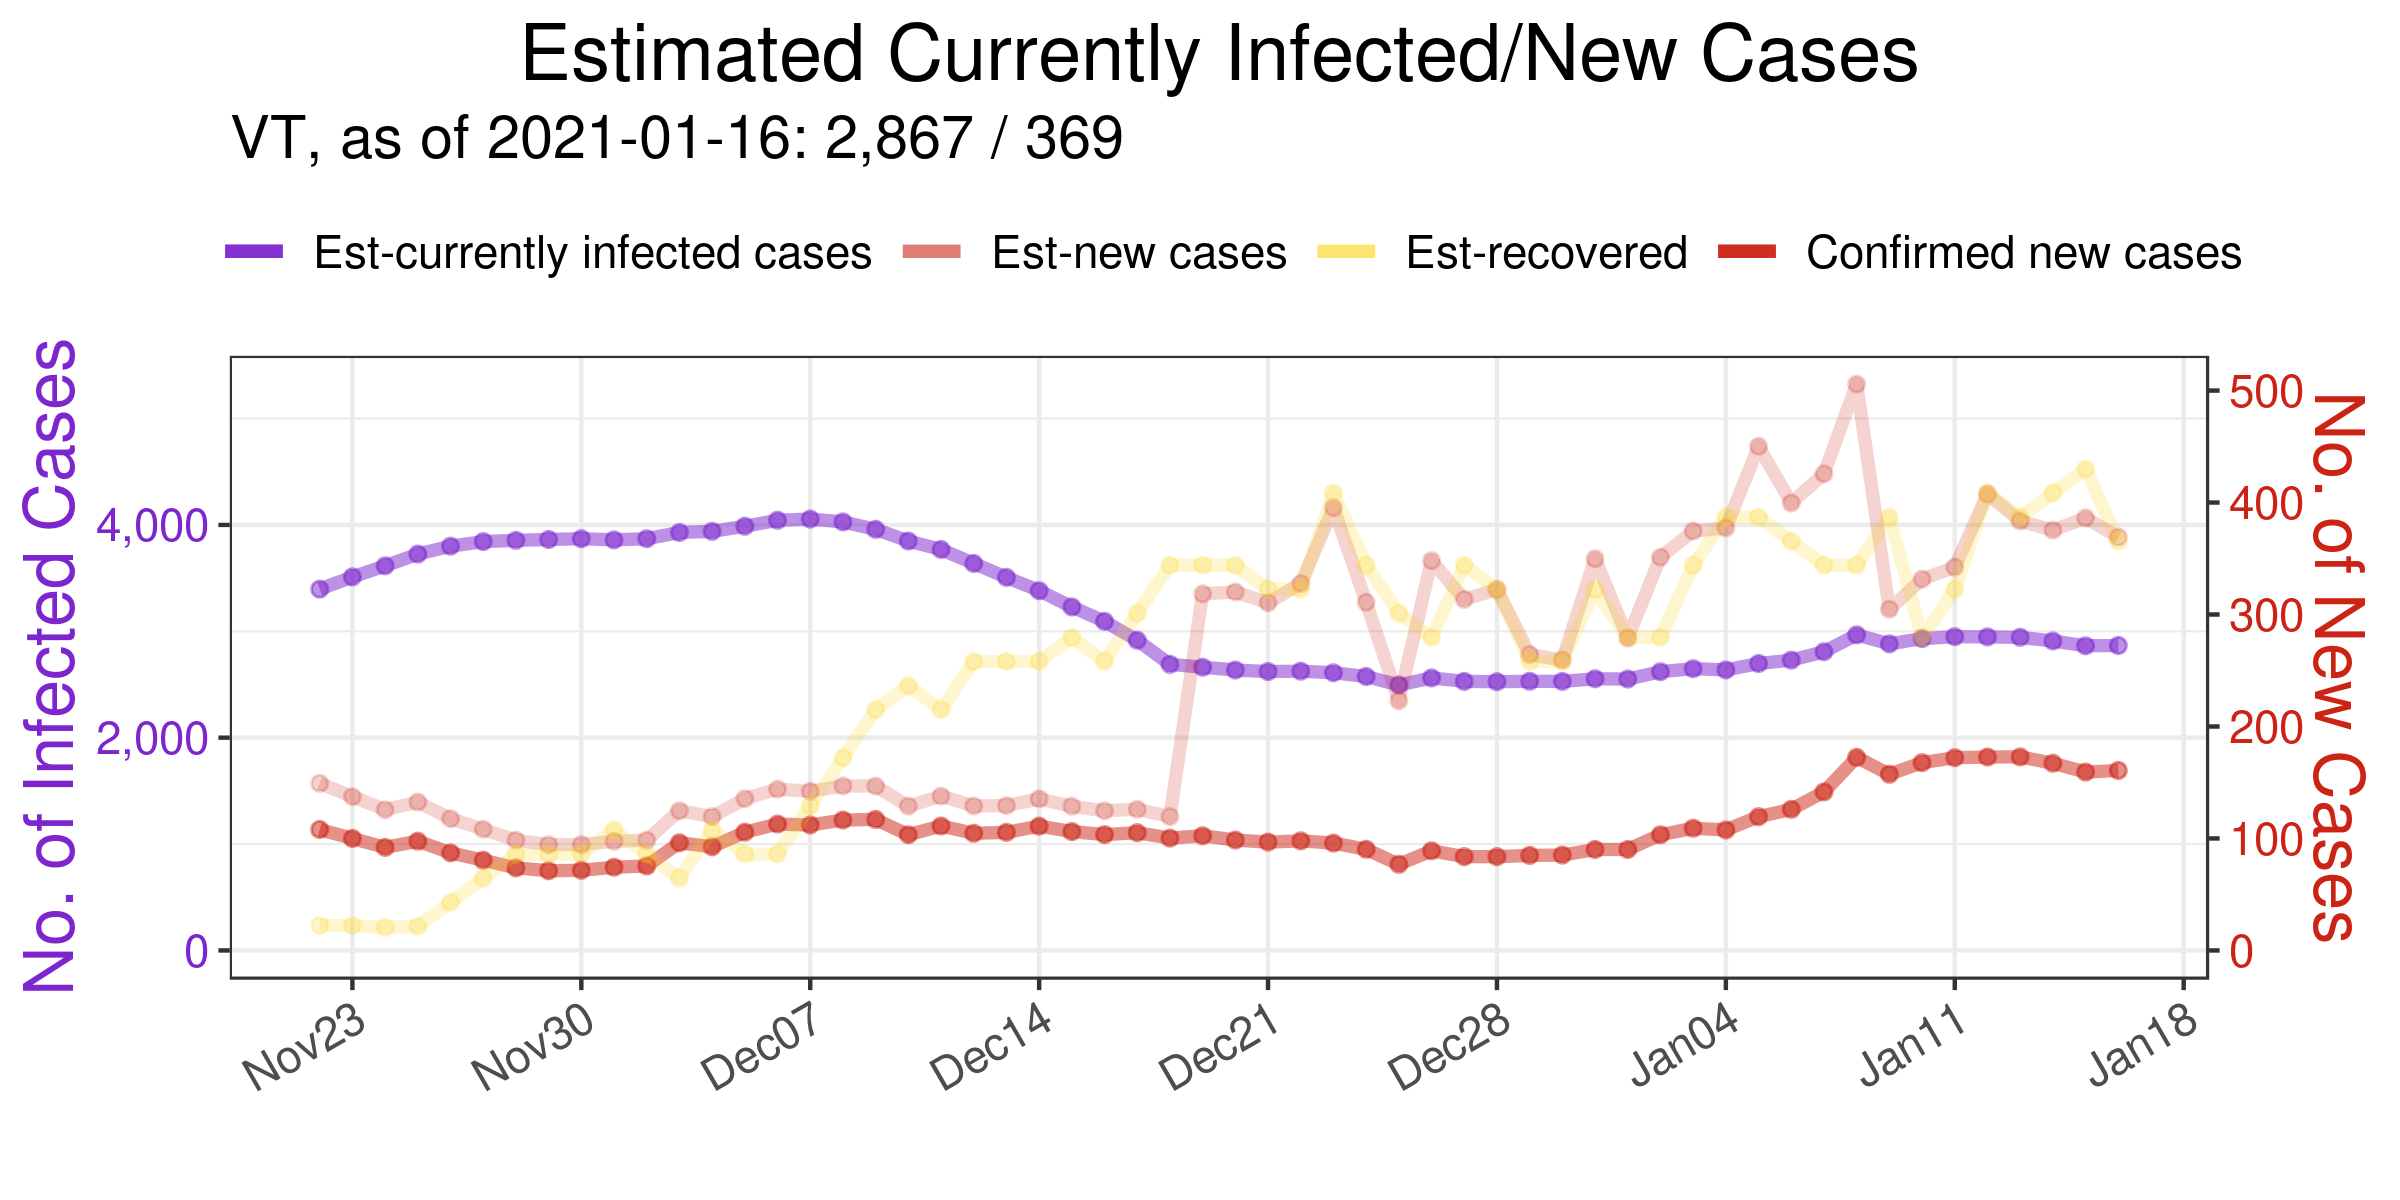 Estimated Currently Infected/New Cases
VT, as of 2021-01-16: 2,867 / 369
Est-currently infected cases Est-new cases Est-recovered Confirmed new cases
No. of Infected Cases
4,000
2,000
0
500
400
300
200
100
0
No. of New Cases
Nov23 Nov30 Dec07 Dec14 Dec21 Dec28 Jan04 Jan11 Jan18